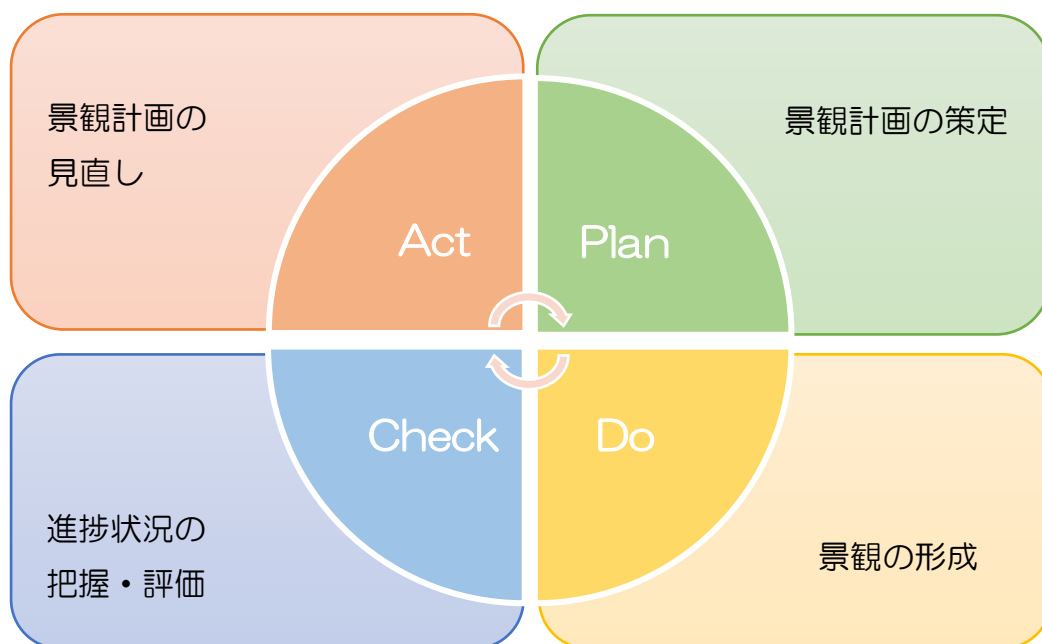 景観計画の
見直し
景観計画の策定
Act
Plan
Check
Do
進捗状況の
把握・評価
景観の形成